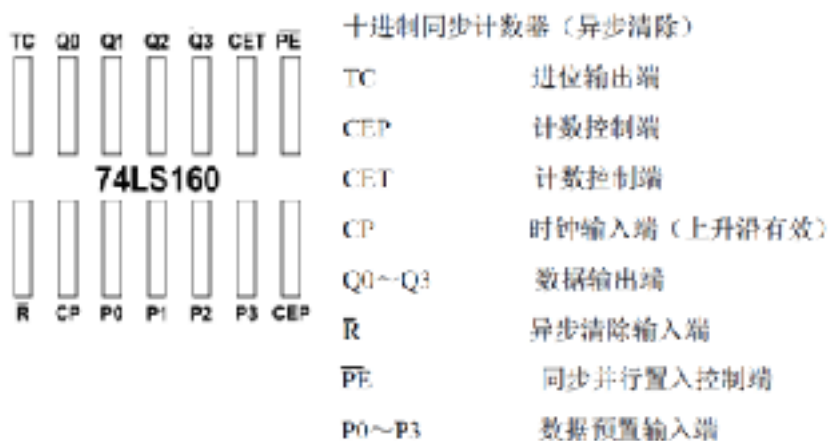 TC Q0 Q1 Q2 Q3 CET P̅E̅
74LS160
R̅ CP P0 P1 P2 P3 CEP
十进制同步计数器（异步清除）
TC 进位输出端
CEP 计数控制端
CET 计数控制端
CP 时钟输入端（上升沿有效）
Q0～Q3 数据输出端
R̅ 异步清除输入端
P̅E̅ 同步并行置入控制端
P0～P3 数据预置输入端